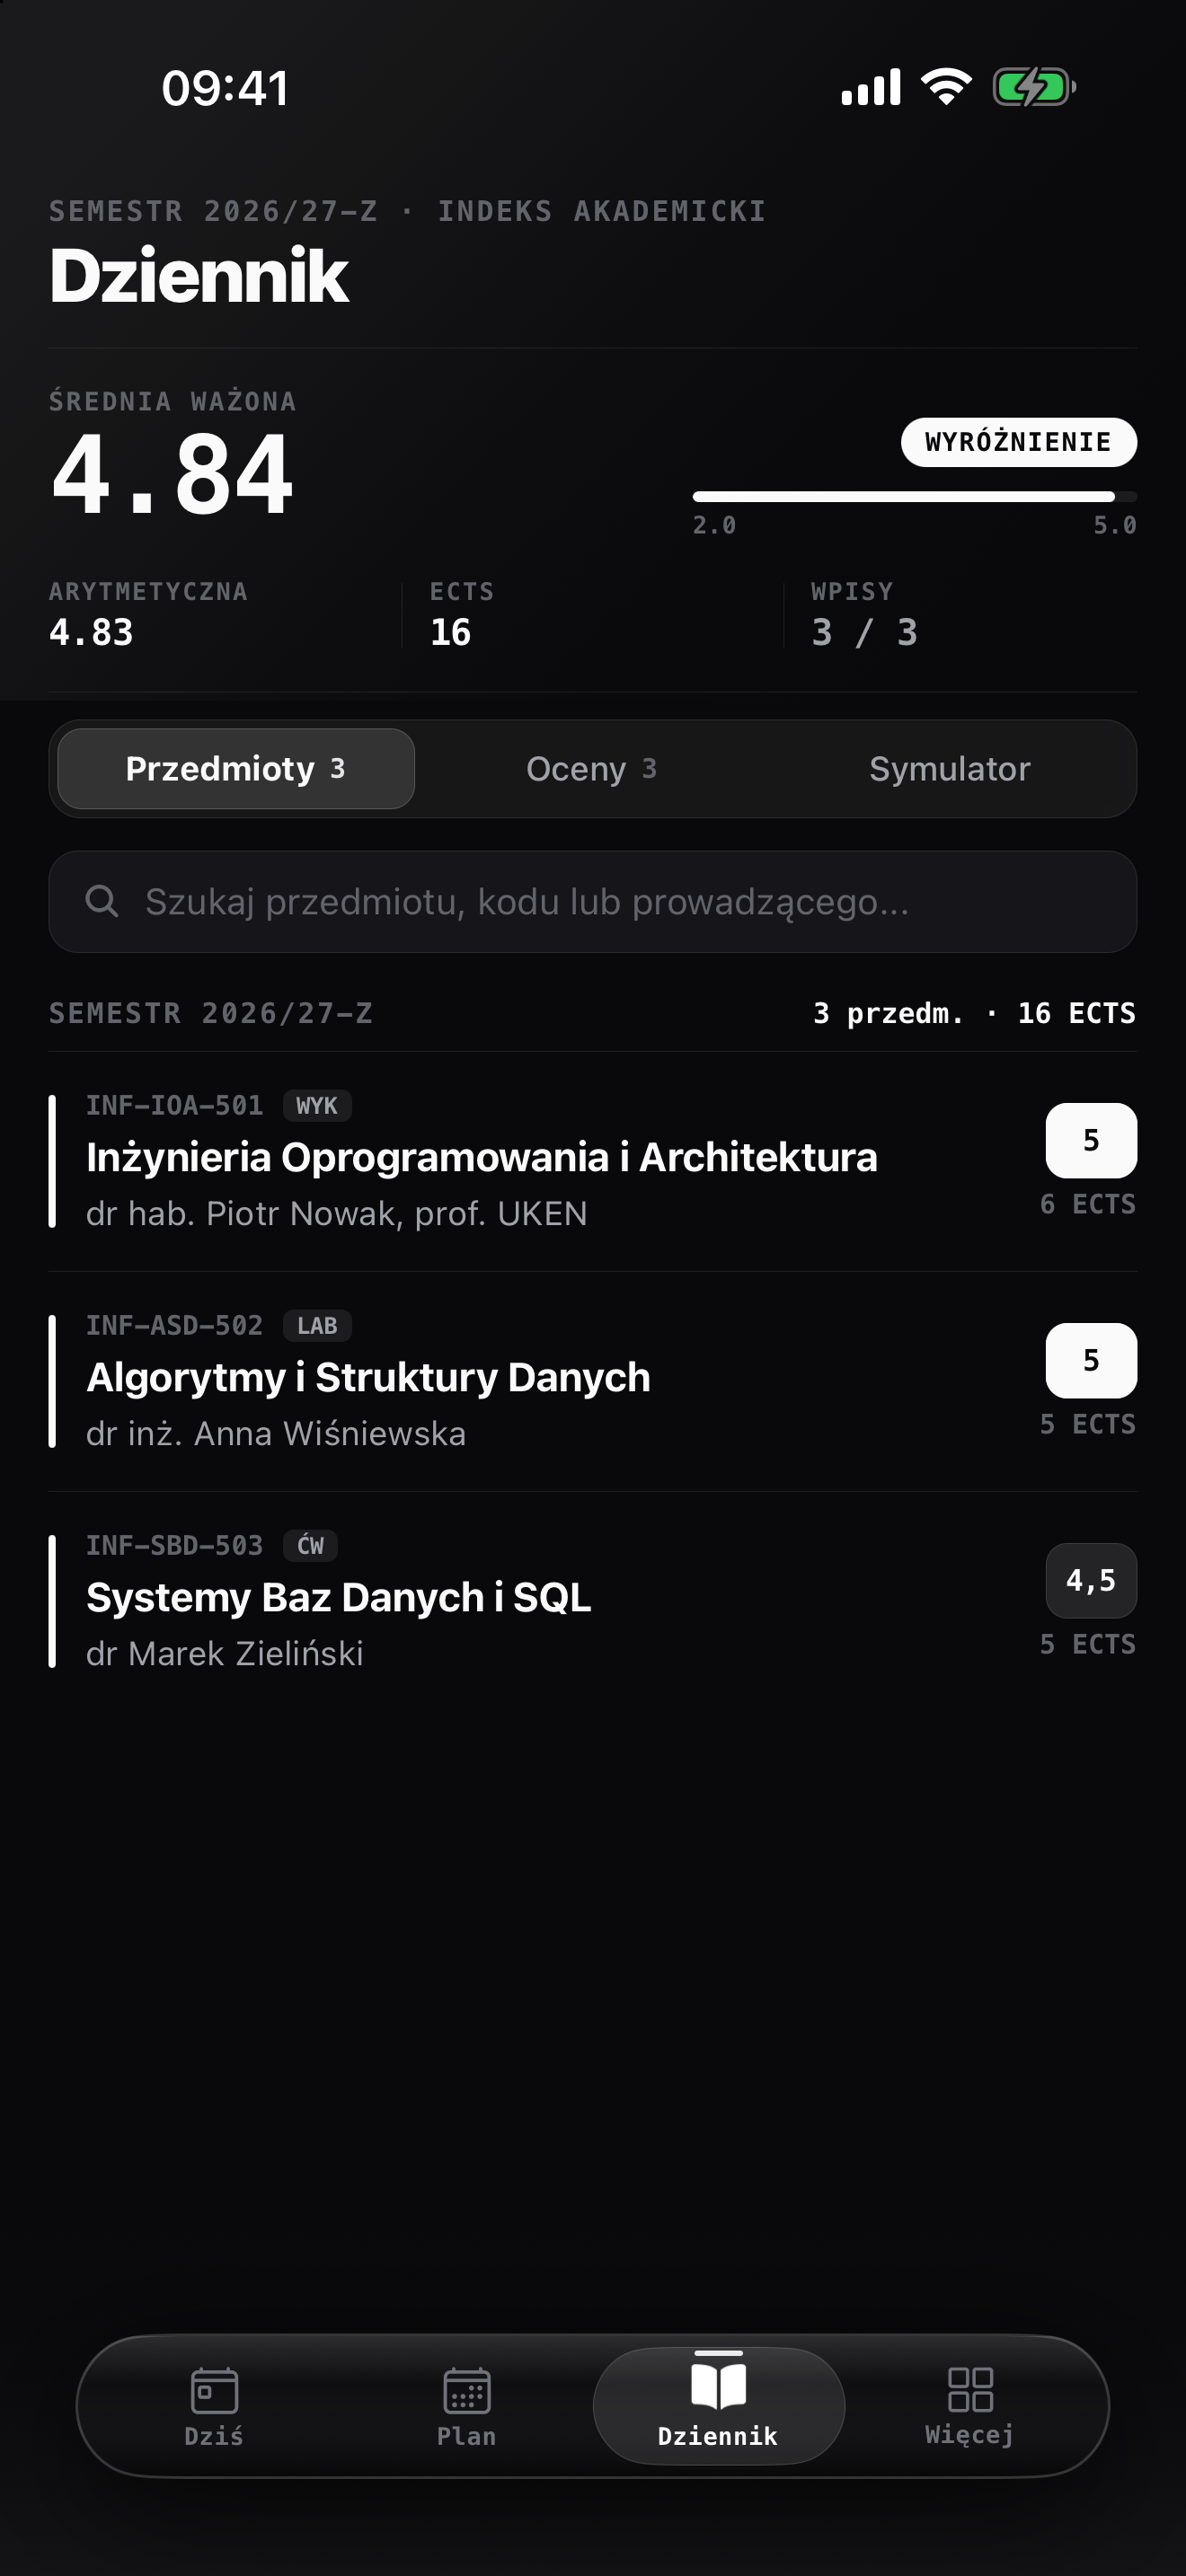 09:41
SEMESTR 2026/27–Z · INDEKS AKADEMICKI
Dziennik
ŚREDNIA WAŻONA
4.84
WYRÓŻNIENIE
2.0 5.0
ARYTMETYCZNA ECTS WPISY
4.83 16 3 / 3
Przedmioty 3 Oceny 3 Symulator
Szukaj przedmiotu, kodu lub prowadzącego...
SEMESTR 2026/27–Z 3 przedm. · 16 ECTS
INF–IOA–501 WYK
Inżynieria Oprogramowania i Architektura
dr hab. Piotr Nowak, prof. UKEN
5
6 ECTS
INF–ASD–502 LAB
Algorytmy i Struktury Danych
dr inż. Anna Wiśniewska
5
5 ECTS
INF–SBD–503 ĆW
Systemy Baz Danych i SQL
dr Marek Zieliński
4,5
5 ECTS
Dziś Plan Dziennik Więcej